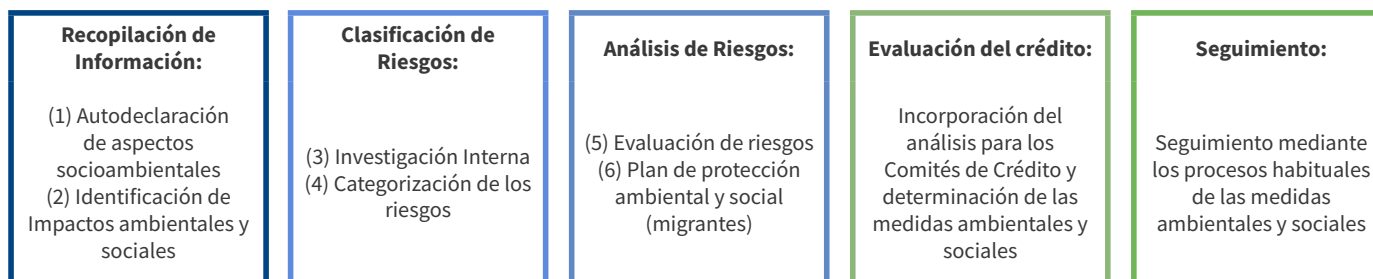 Recopilación de
Información:
(1) Autodeclaración
de aspectos
socioambientales
(2) Identificación de
Impactos ambientales y
sociales
Clasificación de
Riesgos:
(3) Investigación Interna
(4) Categorización de los
riesgos
Análisis de Riesgos:
(5) Evaluación de riesgos
(6) Plan de protección
ambiental y social
(migrantes)
Evaluación del crédito:
Incorporación del
análisis para los
Comités de Crédito y
determinación de las
medidas ambientales y
sociales
Seguimiento:
Seguimiento mediante
los procesos habituales
de las medidas
ambientales y sociales